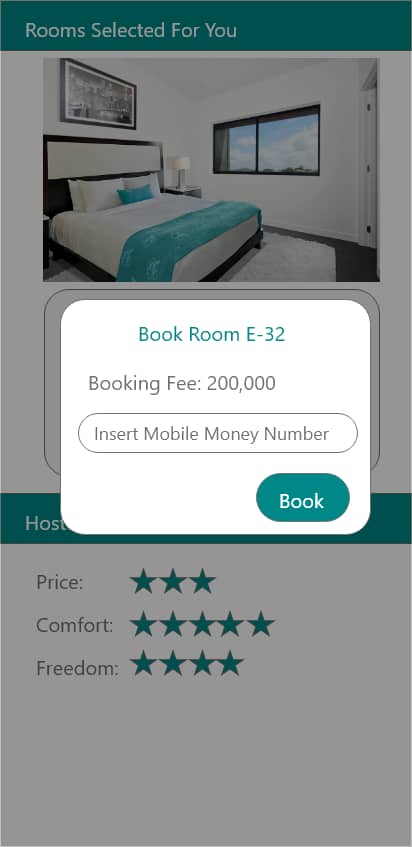 Rooms Selected For You
Book Room E-32
Booking Fee: 200,000
Insert Mobile Money Number
Book
Host
Price:
Comfort:
Freedom: